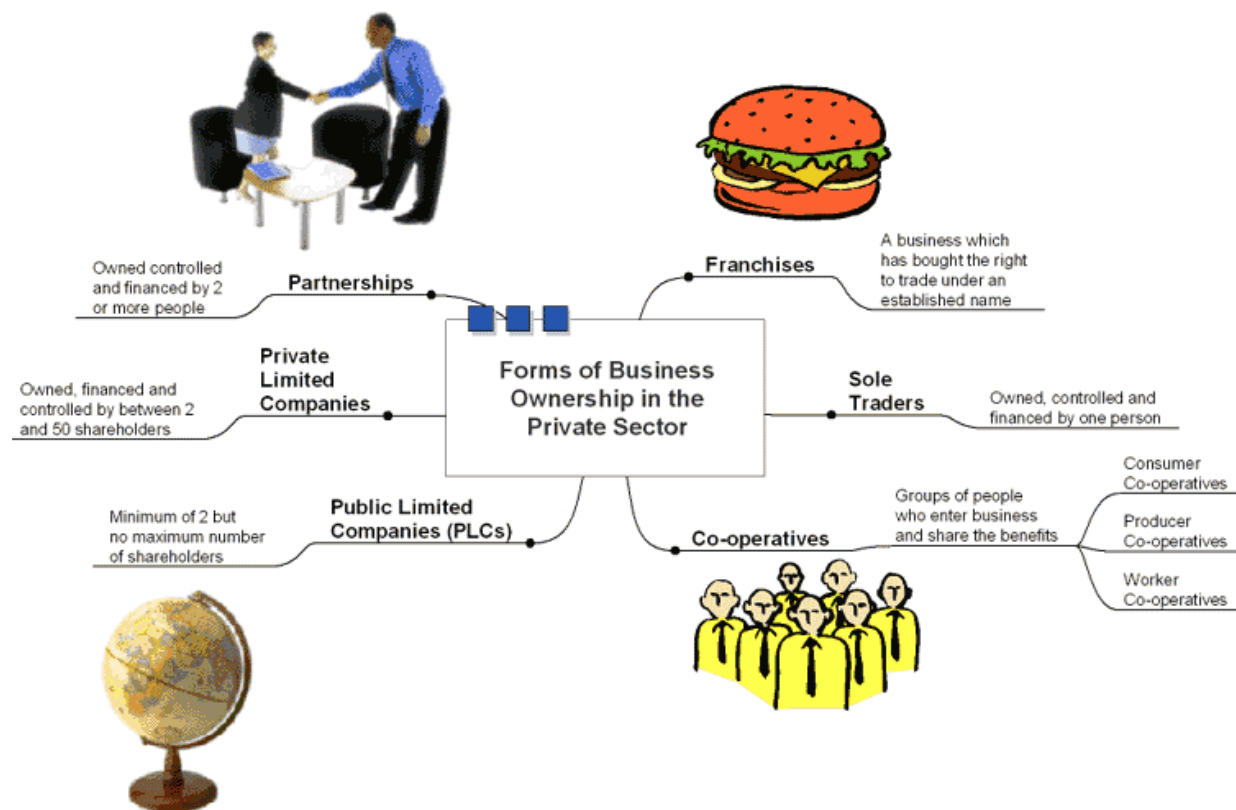 Forms of Business
Ownership in the
Private Sector
Partnerships
Owned controlled
and financed by 2
or more people
Private
Limited
Companies
Owned, financed and
controlled by between 2
and 50 shareholders
Public Limited
Companies (PLCs)
Minimum of 2 but
no maximum number
of shareholders
Franchises
A business which
has bought the right
to trade under an
established name
Sole
Traders
Owned, controlled and
financed by one person
Co-operatives
Groups of people
who enter business
and share the benefits
Consumer
Co-operatives
Producer
Co-operatives
Worker
Co-operatives